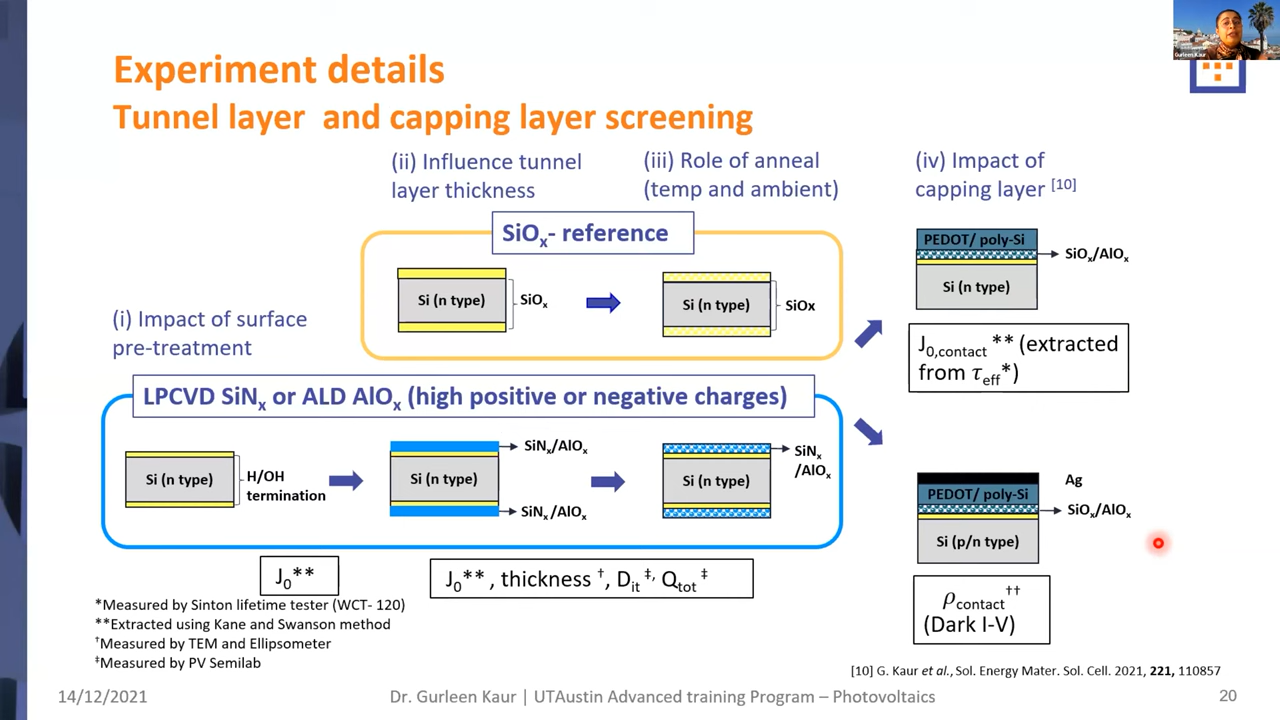 Experiment details
Tunnel layer and capping layer screening
Gurleen Kaur
(ii) Influence tunnel
layer thickness
(iii) Role of anneal
(temp and ambient)
(iv) Impact of
capping layer [10]
SiOx- reference
Si (n type)
SiOx
Si (n type)
SiOx
PEDOT/ poly-Si
SiOx/AlOx
Si (n type)
J0,contact ** (extracted
from τeff*)
(i) Impact of surface
pre-treatment
LPCVD SiNx or ALD AlOx (high positive or negative charges)
Si (n type)
H/OH
termination
SiNx/AlOx
Si (n type)
SiNx/AlOx
SiNx
/AlOx
Si (n type)
Ag
PEDOT/ poly-Si
SiOx/AlOx
Si (p/n type)
J0**
J0** , thickness †, Dit ‡, Qtot ‡
ρcontact††
(Dark I-V)
*Measured by Sinton lifetime tester (WCT- 120)
**Extracted using Kane and Swanson method
†Measured by TEM and Ellipsometer
‡Measured by PV Semilab
[10] G. Kaur et al., Sol. Energy Mater. Sol. Cell. 2021, 221, 110857
14/12/2021
Dr. Gurleen Kaur | UTAustin Advanced training Program – Photovoltaics
20